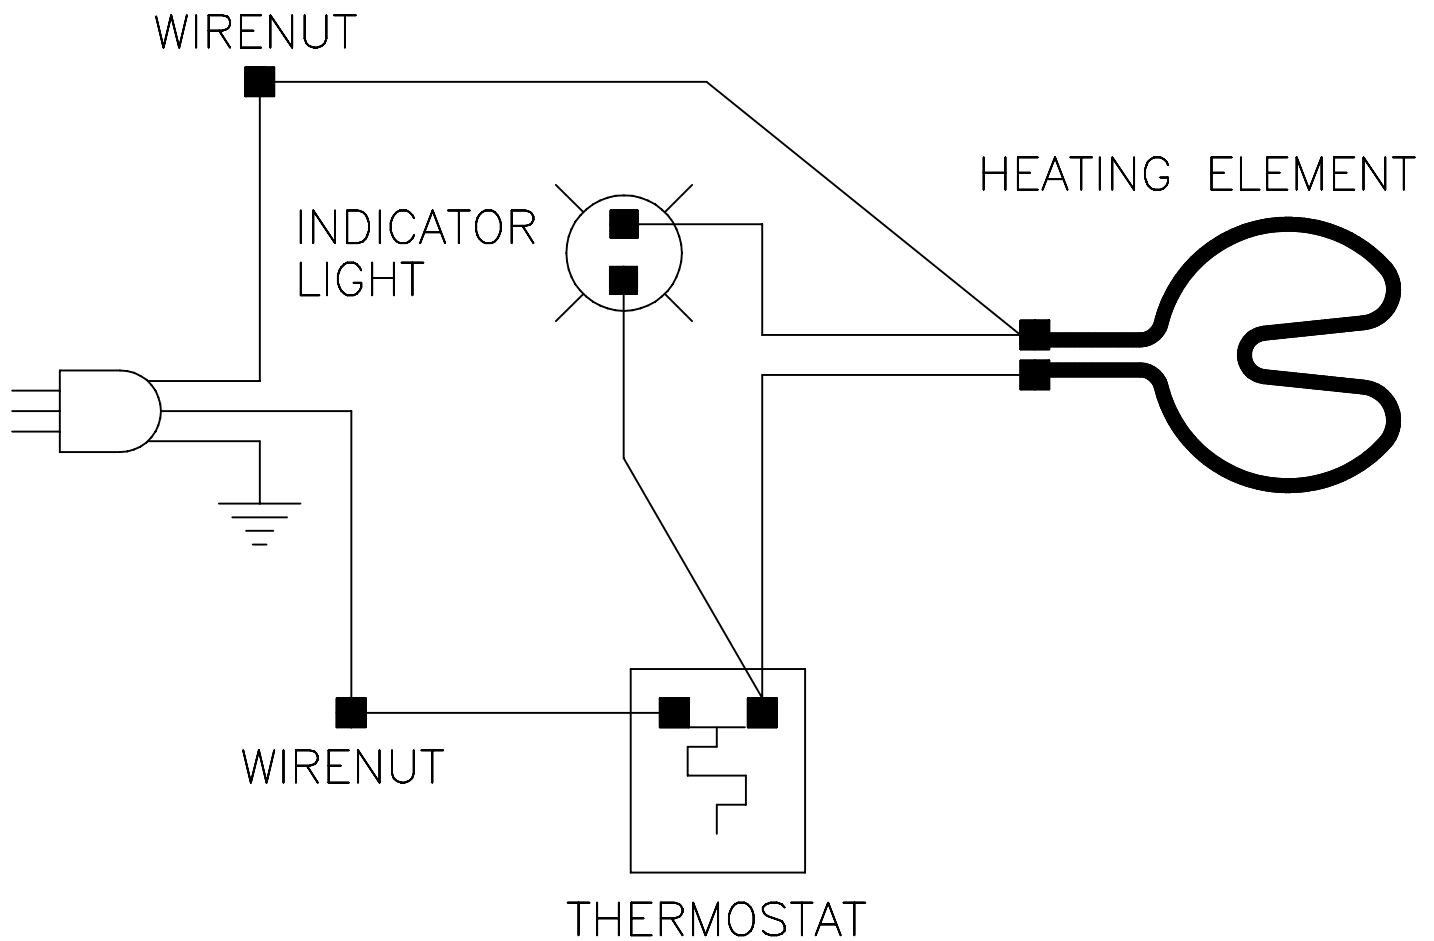 WIRENUT
HEATING ELEMENT
INDICATOR
LIGHT
WIRENUT
THERMOSTAT